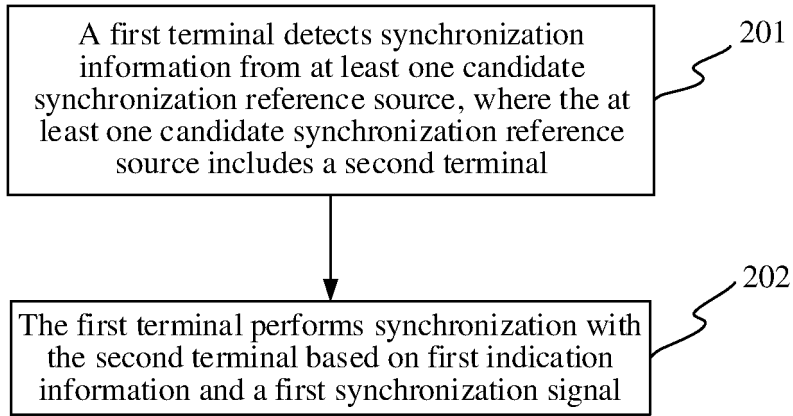 A first terminal detects synchronization
information from at least one candidate
synchronization reference source, where the at
least one candidate synchronization reference
source includes a second terminal
201
The first terminal performs synchronization with
the second terminal based on first indication
information and a first synchronization signal
202